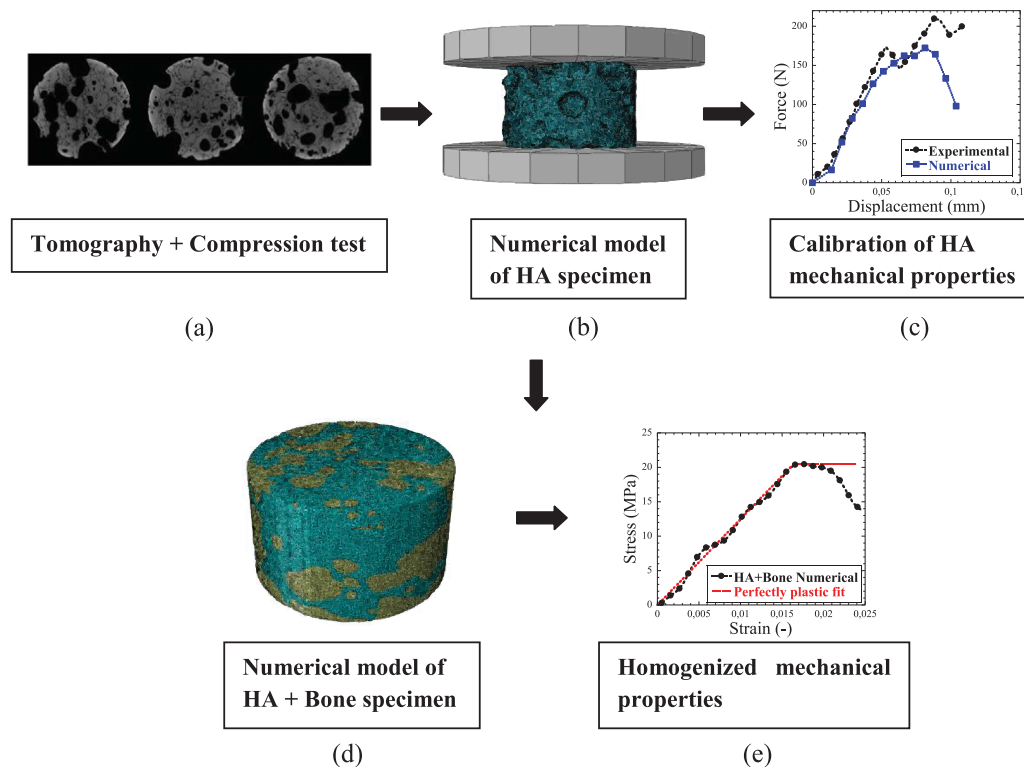 Tomography + Compression test
(a)
Numerical model
of HA specimen
(b)
Force (N)
200
150
100
50
0
0
0,05
0,1
0,1
Displacement (mm)
Experimental
Numerical
Calibration of HA
mechanical properties
(c)
Numerical model of
HA + Bone specimen
(d)
Stress (MPa)
25
20
15
10
5
0
0
0,005
0,01
0,015
0,02
0,025
Strain (-)
HA+Bone Numerical
Perfectly plastic fit
Homogenized mechanical
properties
(e)